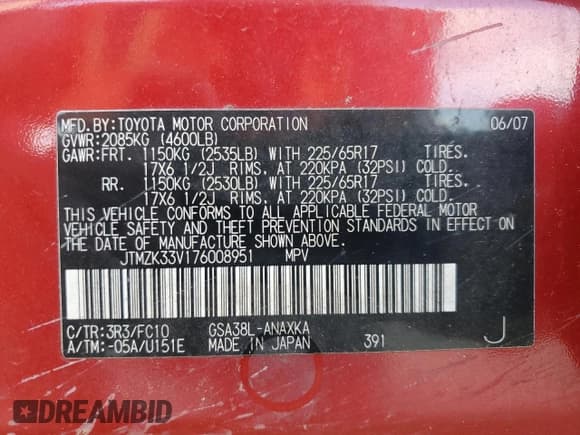 MFD.BY:TOYOTA MOTOR CORPORATION 06/07
GVWR:2085KG (4600LB)
GAWR:FRT. 1150KG (2535LB) WITH 225/65R17 TIRES.
17X6 1/2J RIMS. AT 220KPA (32PSI) COLD.
RR. 1150KG (2530LB) WITH 225/65R17 TIRES.
17X6 1/2J RIMS. AT 220KPA (32PSI) COLD.
THIS VEHICLE CONFORMS TO ALL APPLICABLE FEDERAL MOTOR
VEHICLE SAFETY AND THEFT PREVENTION STANDARDS IN EFFECT ON
THE DATE OF MANUFACTURE SHOWN ABOVE.
JTMZK33V176008951 MPV
C/TR:3R3/FC10 GSA38L-ANAXKA
A/TM:-05A/U151E MADE IN JAPAN 391 J
DREAMBID